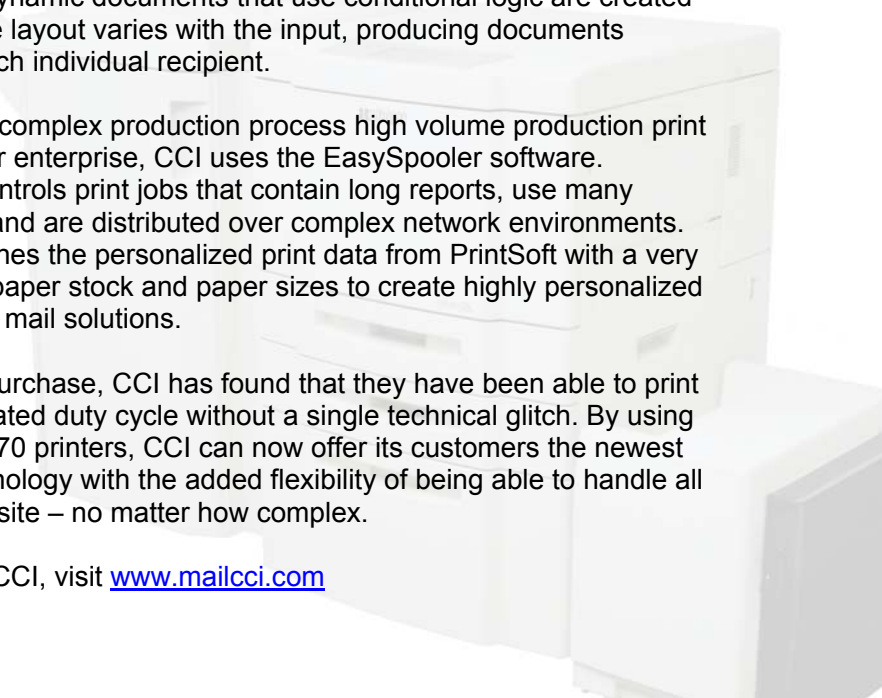 ynamic documents that use conditional logic are created
e layout varies with the input, producing documents
ch individual recipient.
complex production process high volume production print
r enterprise, CCI uses the EasySpooler software.
ntrols print jobs that contain long reports, use many
and are distributed over complex network environments.
nes the personalized print data from PrintSoft with a very
paper stock and paper sizes to create highly personalized
mail solutions.
urchase, CCI has found that they have been able to print
ated duty cycle without a single technical glitch. By using
70 printers, CCI can now offer its customers the newest
nology with the added flexibility of being able to handle all
site – no matter how complex.
CCI, visit www.mailcci.com